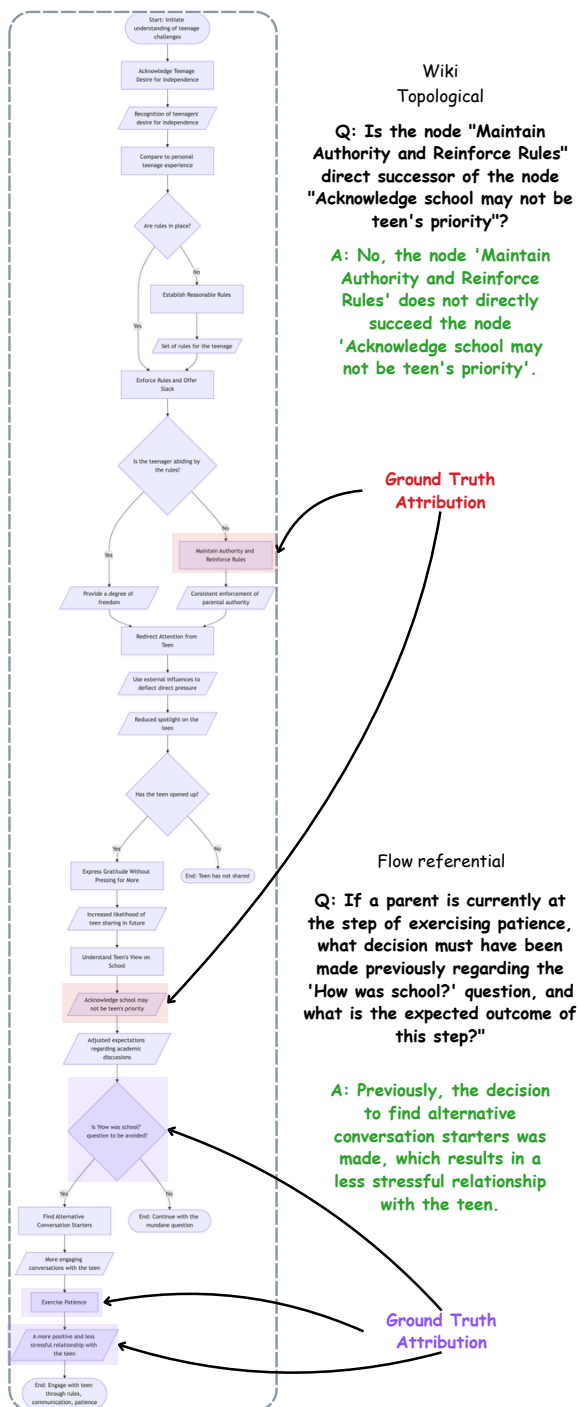 Start: Initiate
understanding of teenage
challenges
Acknowledge Teenage
Desire for Independence
Recognition of teenagers'
desire for independence
Compare to personal
teenage experience
Are rules in place?
No
Establish Reasonable Rules
Yes
Set of rules for the teenage
Enforce Rules and Offer
Slack
Is the teenager abiding by
the rules?
No
Yes
Maintain Authority and
Reinforce Rules
Provide a degree of
freedom
Consistent enforcement of
parental authority
Redirect Attention from
Teen
Use external influences to
deflect direct pressure
Reduced spotlight on the
teen
Has the teen opened up?
Yes
No
Express Gratitude Without
Pressing for More
End: Teen has not shared
Increased likelihood of
teen sharing in future
Understand Teen's View on
School
Acknowledge school may
not be teen's priority
Adjusted expectations
regarding academic
discussions
Is 'How was school?'
question to be avoided?
Yes
No
Find Alternative
Conversation Starters
End: Continue with the
mundane question
More engaging
conversations with the teen
Exercise Patience
A more positive and less
stressful relationship with
the teen
End: Engage with teen
through rules,
communication, patience
Wiki
Topological
Q: Is the node "Maintain
Authority and Reinforce Rules"
direct successor of the node
"Acknowledge school may not be
teen's priority"?
A: No, the node 'Maintain
Authority and Reinforce
Rules' does not directly
succeed the node
'Acknowledge school may
not be teen's priority'.
Ground Truth
Attribution
Flow referential
Q: If a parent is currently at
the step of exercising patience,
what decision must have been
made previously regarding the
'How was school?' question, and
what is the expected outcome of
this step?"
A: Previously, the decision
to find alternative
conversation starters was
made, which results in a
less stressful relationship
with the teen.
Ground Truth
Attribution